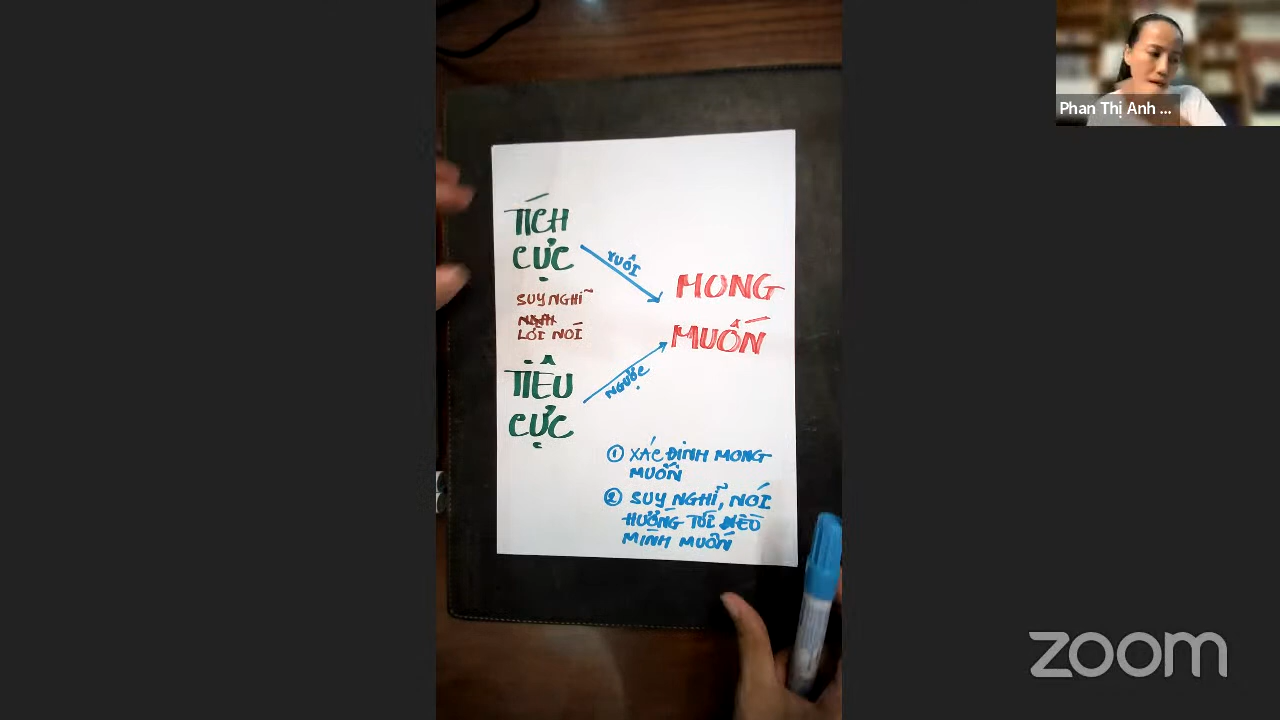 Phan Thị Anh ...
TÍCH
CỰC
XUÔI
SUY NGHĨ
LỜI NÓI
MONG
MUỐN
TIÊU
CỰC
NGƯỢC
① XÁC ĐỊNH MONG
MUỐN
② SUY NGHĨ, NÓI
HƯỚNG TỚI
MÌNH MUỐN
zoom